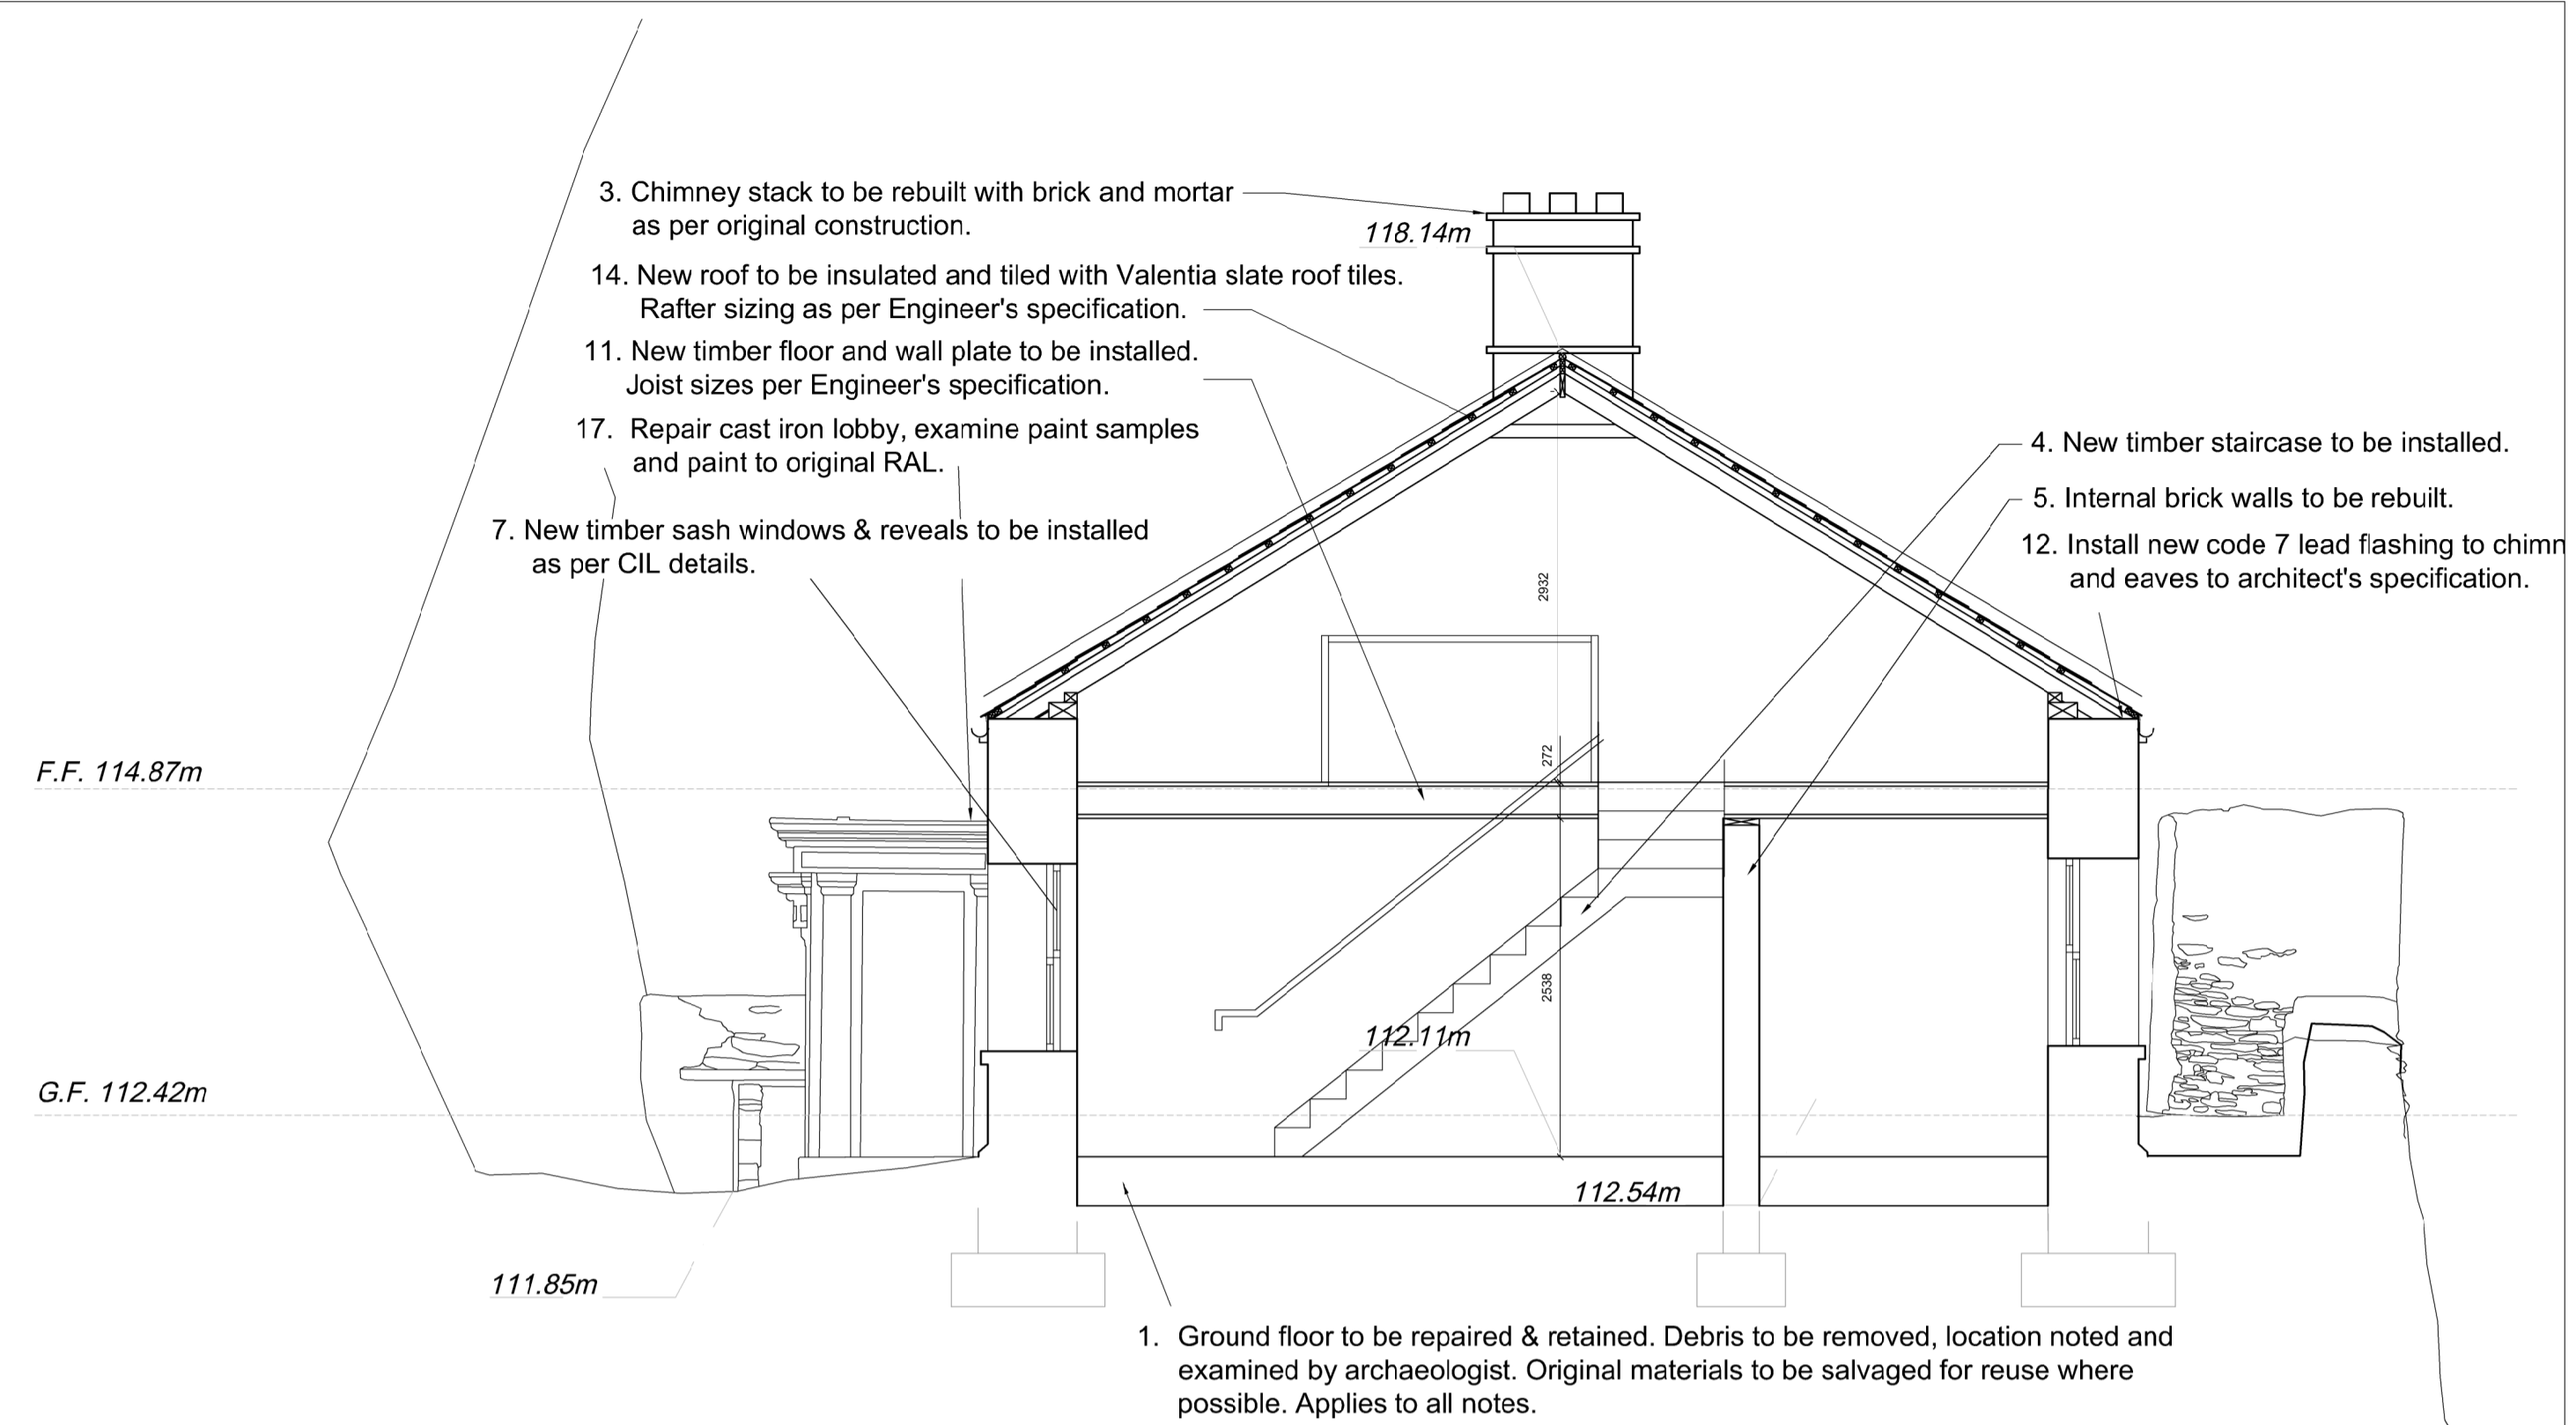 3. Chimney stack to be rebuilt with brick and mortar
as per original construction.
118.14m
14. New roof to be insulated and tiled with Valentia slate roof tiles.
Rafter sizing as per Engineer's specification.
11. New timber floor and wall plate to be installed.
Joist sizes per Engineer's specification.
17. Repair cast iron lobby, examine paint samples
and paint to original RAL.
7. New timber sash windows & reveals to be installed
as per CIL details.
4. New timber staircase to be installed.
5. Internal brick walls to be rebuilt.
12. Install new code 7 lead flashing to chimn
and eaves to architect's specification.
2932
272
F.F. 114.87m
2538
112.11m
G.F. 112.42m
112.54m
111.85m
1. Ground floor to be repaired & retained. Debris to be removed, location noted and
examined by archaeologist. Original materials to be salvaged for reuse where
possible. Applies to all notes.